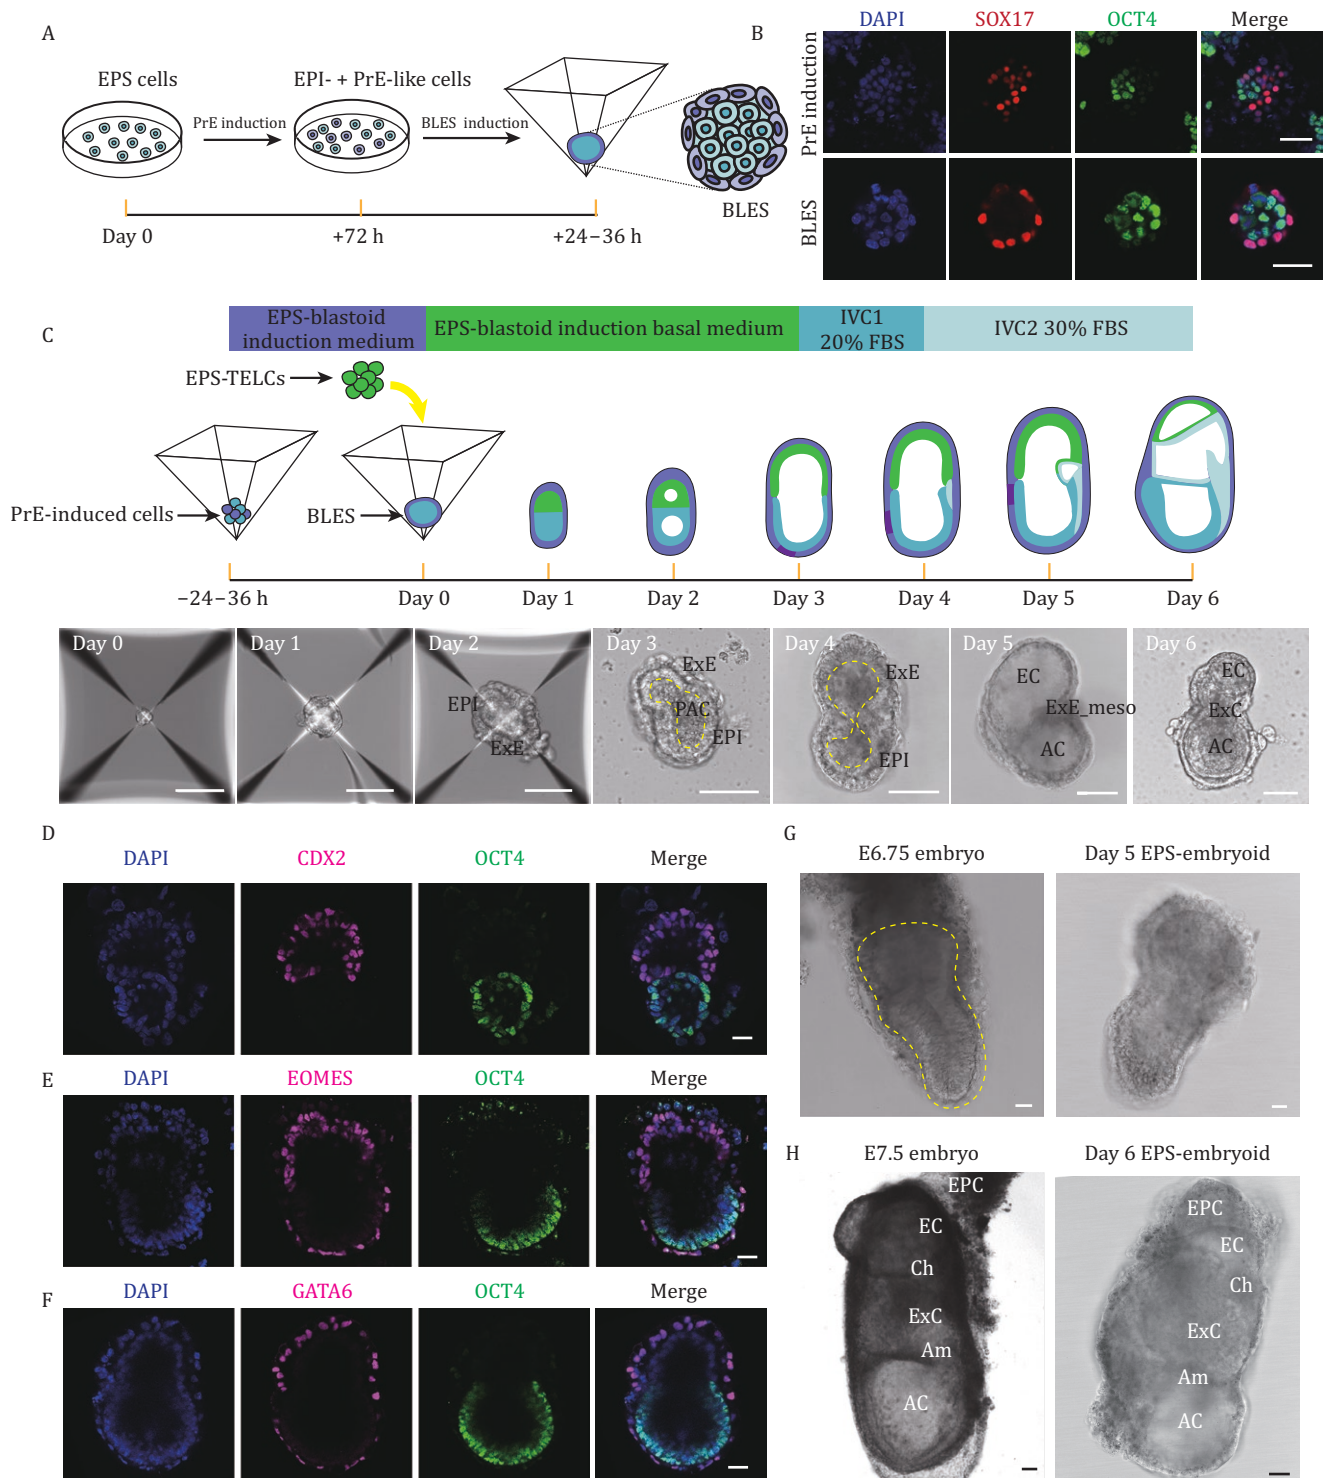 A
EPS cells
PrE induction
EPI- + PrE-like cells
BLES induction
BLES
Day 0
+72 h
+24–36 h
B
DAPI
SOX17
OCT4
Merge
PrE induction
BLES
C
EPS-blastoid
induction medium
EPS-blastoid induction basal medium
IVC1
20% FBS
IVC2 30% FBS
EPS-TELCs
PrE-induced cells
BLES
−24–36 h
Day 0
Day 1
Day 2
Day 3
Day 4
Day 5
Day 6
Day 0
Day 1
Day 2
EPI
ExE
Day 3
ExE
PAC
EPI
Day 4
ExE
EPI
Day 5
EC
ExE_meso
AC
Day 6
EC
ExC
AC
D
DAPI
CDX2
OCT4
Merge
E
DAPI
EOMES
OCT4
Merge
F
DAPI
GATA6
OCT4
Merge
G
E6.75 embryo
Day 5 EPS-embryoid
H
E7.5 embryo
Day 6 EPS-embryoid
EPC
EC
Ch
ExC
Am
AC
EPC
EC
Ch
ExC
Am
AC